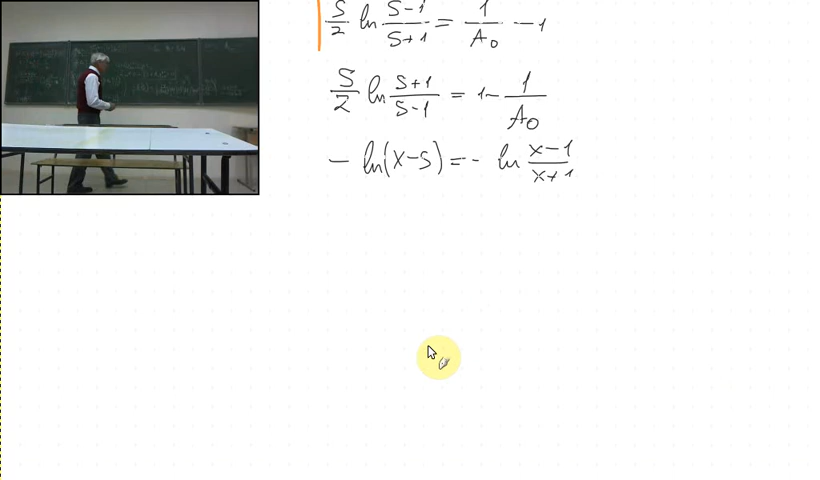 S/2 ln (S-1)/(S+1) = 1/A₀ - 1
S/2 ln (S+1)/(S-1) = 1 - 1/A₀
- ln(x-S) = - ln (x-1)/(x+1)